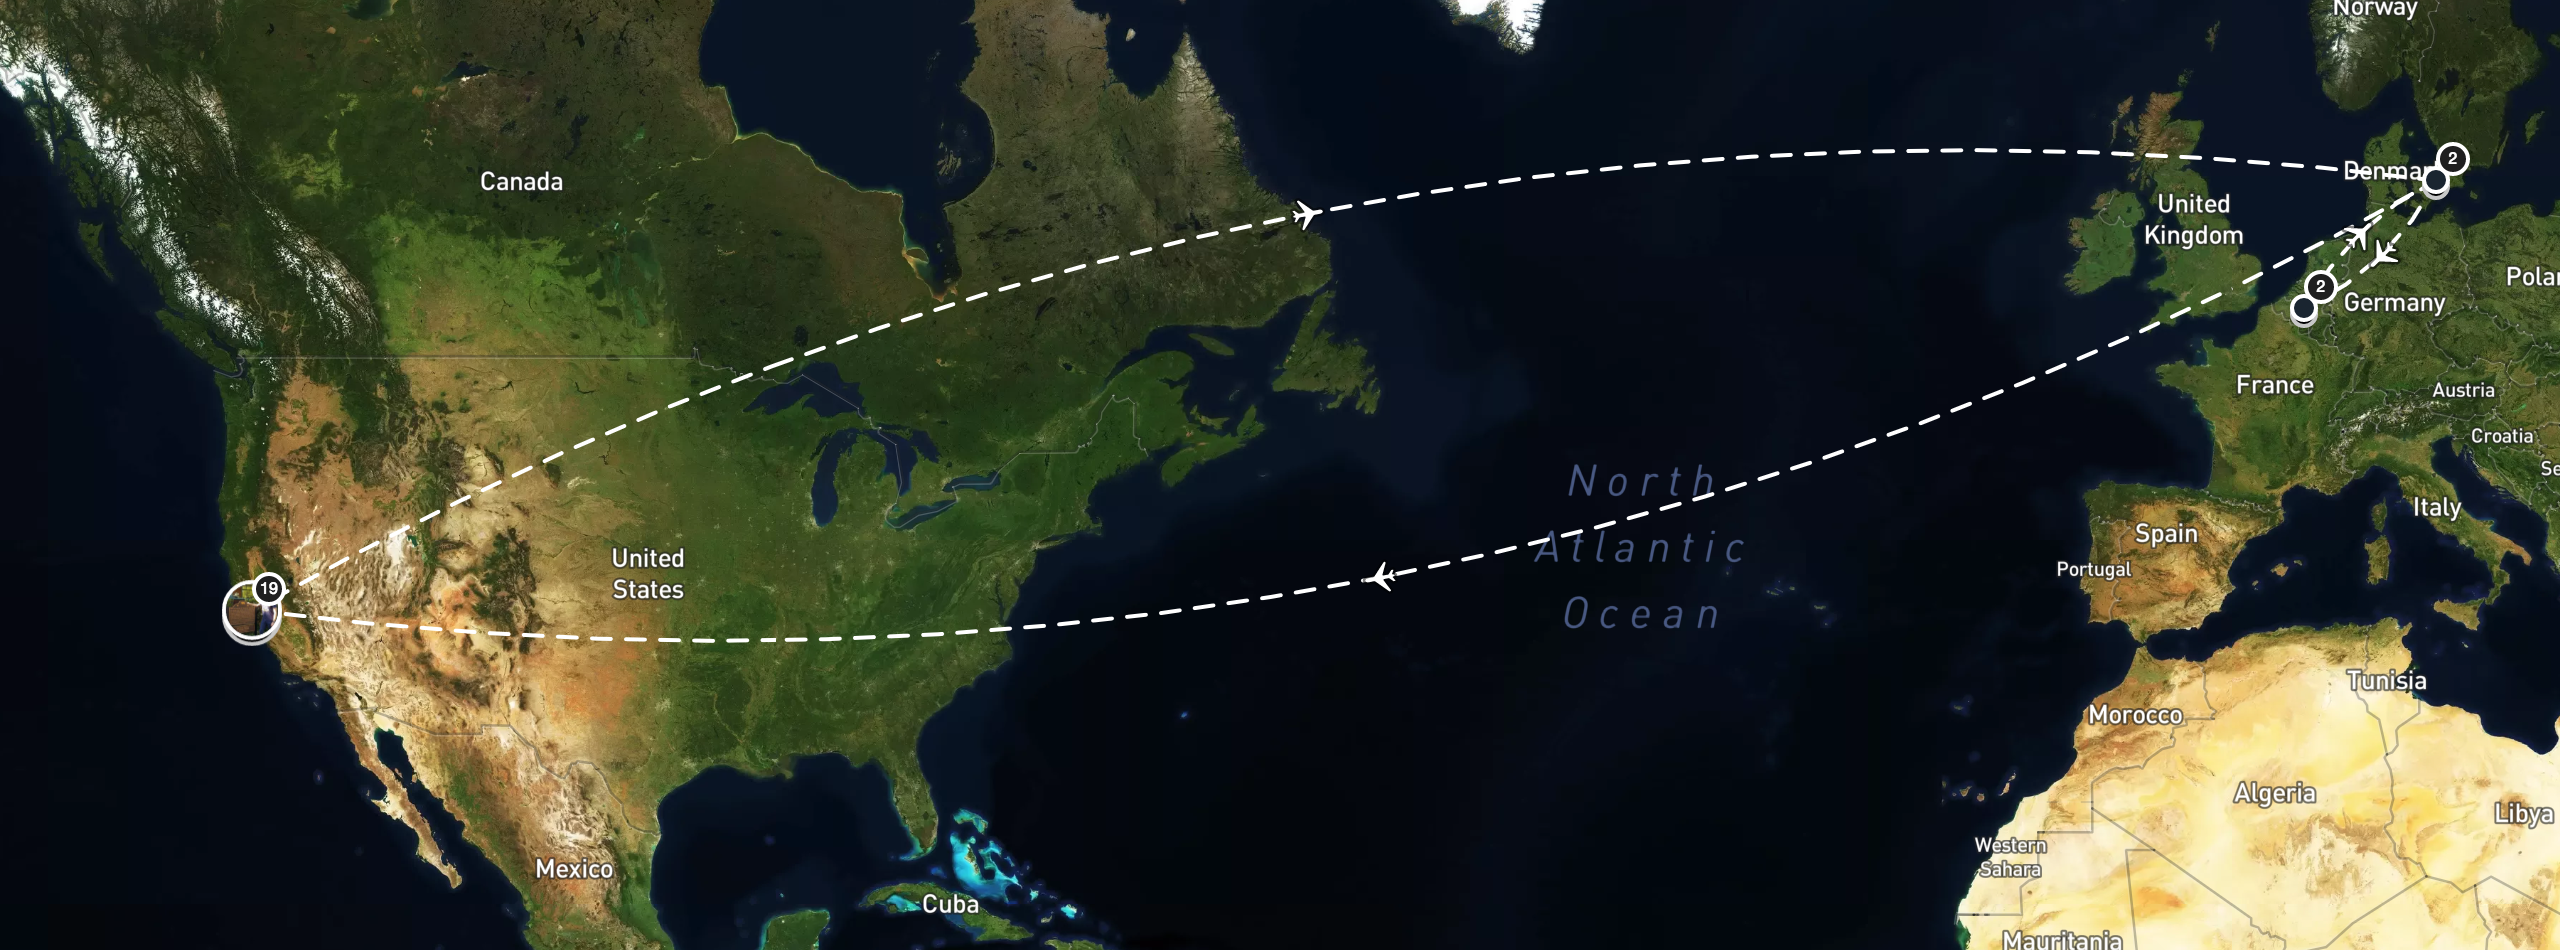 Norway
2
Denmar
Canada
United
Kingdom
Polar
2
Germany
France
Austria
Croatia
Se
North
Italy
Spain
United
States
Atlantic
Portugal
19
Ocean
Tunisia
Morocco
Algeria
Libya
Western
Sahara
Mexico
Cuba
Mauritania